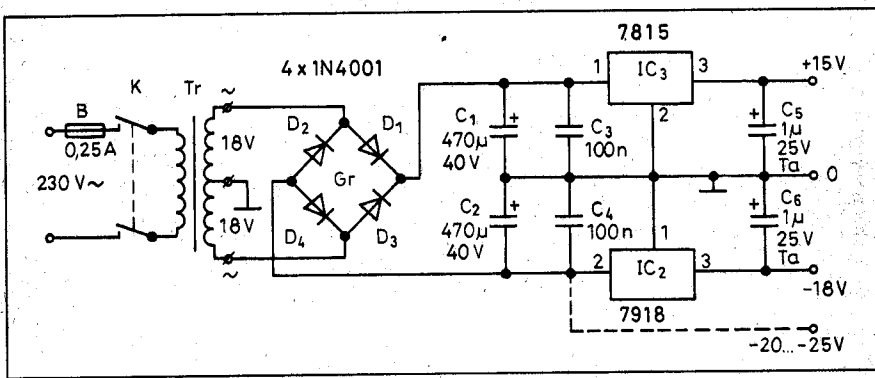 7815
+15V
4 x 1N4001
1 IC3 3
K
Tr
~
2
B
0,25A
230 V~
18V
18V
~
D2
D1
Gr
D4
D3
C1 +
470µ
40V
C3
100n
+ C5
1µ
25V
Ta
0
C2 +
470µ
40V
C4
100n
1
+ C6
1µ
25V
Ta
2 IC2 3
7918
-18V
-20...-25V